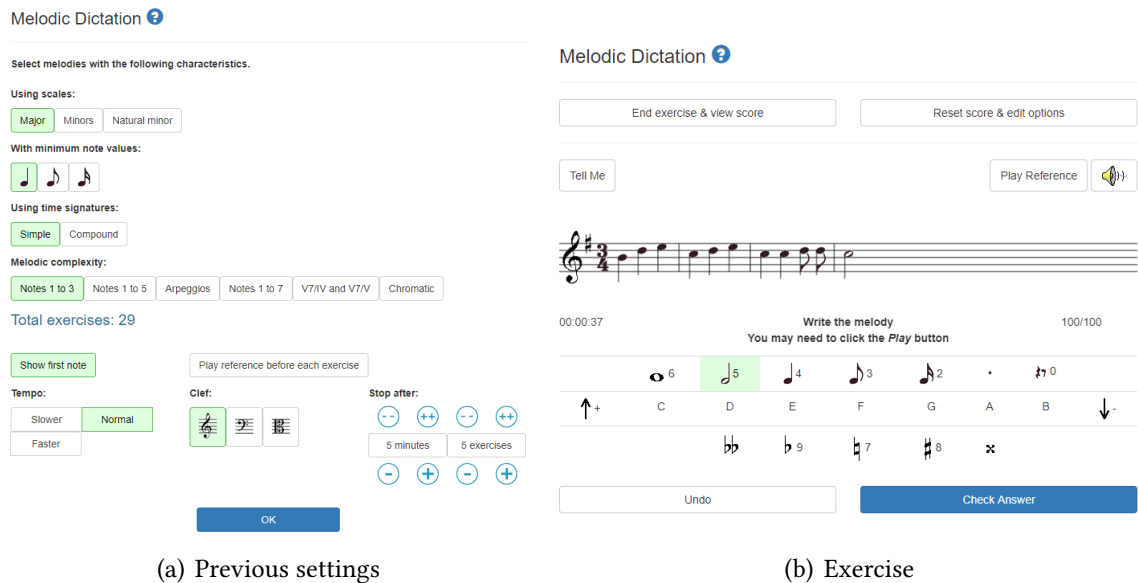 Melodic Dictation ?
Select melodies with the following characteristics.
Using scales:
Major Minors Natural minor
With minimum note values:
Using time signatures:
Simple Compound
Melodic complexity:
Notes 1 to 3 Notes 1 to 5 Arpeggios Notes 1 to 7 V7/IV and V7/V Chromatic
Total exercises: 29
Show first note Play reference before each exercise
Tempo: Clef: Stop after:
Slower Normal
Faster
5 minutes 5 exercises
OK
(a) Previous settings
Melodic Dictation ?
End exercise & view score Reset score & edit options
Tell Me Play Reference
3
4
00:00:37 Write the melody 100/100
You may need to click the Play button
6 5 4 3 2 . 0
+ C D E F G A B -
9 7 8
Undo Check Answer
(b) Exercise